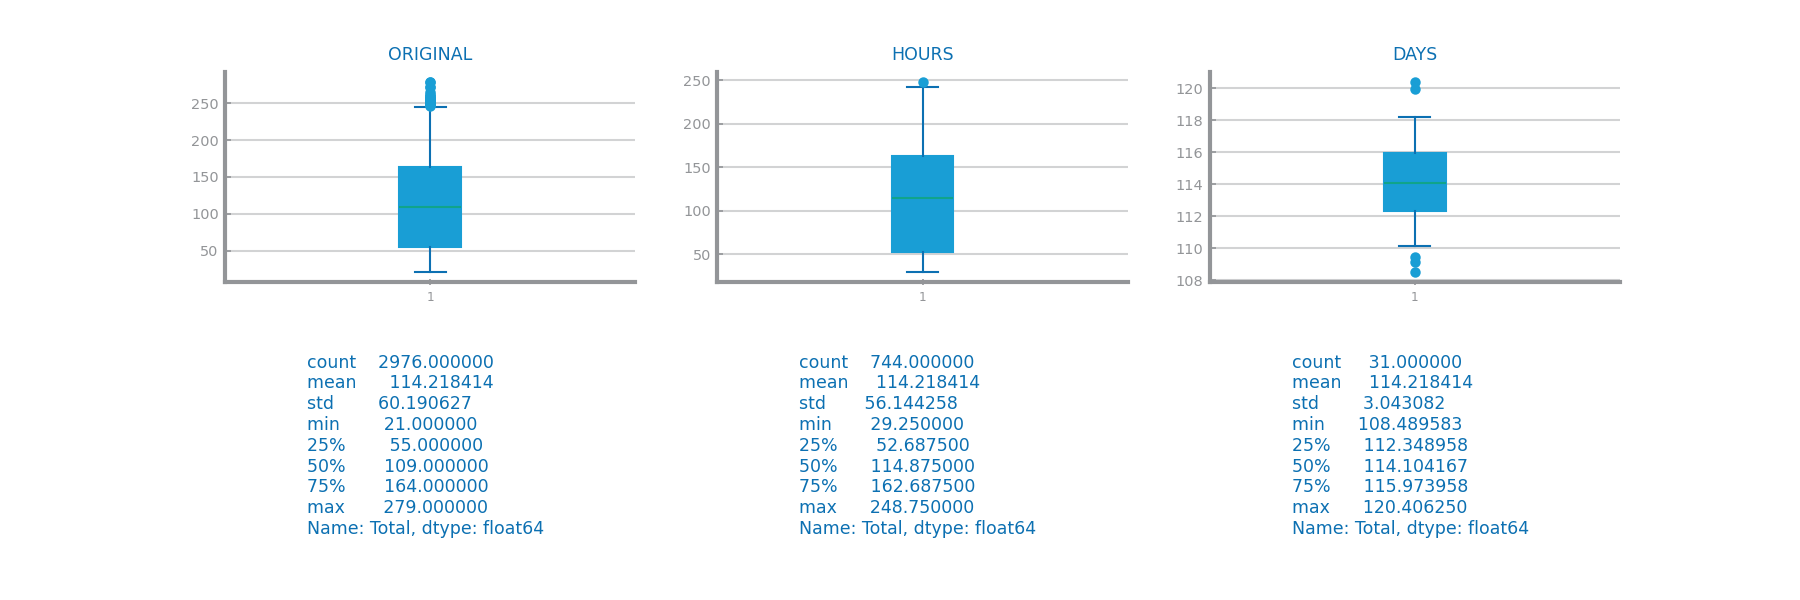 ORIGINAL
250
200
150
100
50
1
count 2976.000000
mean 114.218414
std 60.190627
min 21.000000
25% 55.000000
50% 109.000000
75% 164.000000
max 279.000000
Name: Total, dtype: float64
HOURS
250
200
150
100
50
1
count 744.000000
mean 114.218414
std 56.144258
min 29.250000
25% 52.687500
50% 114.875000
75% 162.687500
max 248.750000
Name: Total, dtype: float64
DAYS
120
118
116
114
112
110
108
1
count 31.000000
mean 114.218414
std 3.043082
min 108.489583
25% 112.348958
50% 114.104167
75% 115.973958
max 120.406250
Name: Total, dtype: float64